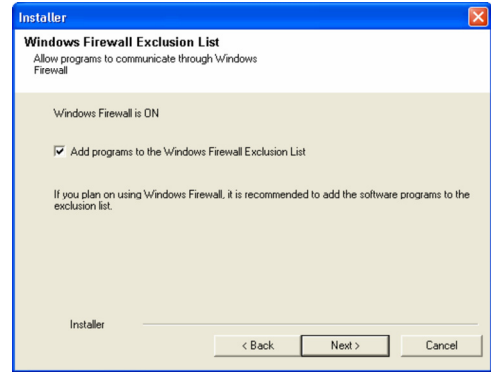 Installer
Windows Firewall Exclusion List
Allow programs to communicate through Windows
Firewall
Windows Firewall is ON
Add programs to the Windows Firewall Exclusion List
If you plan on using Windows Firewall, it is recommended to add the software programs to the
exclusion list.
Installer
< Back Next > Cancel